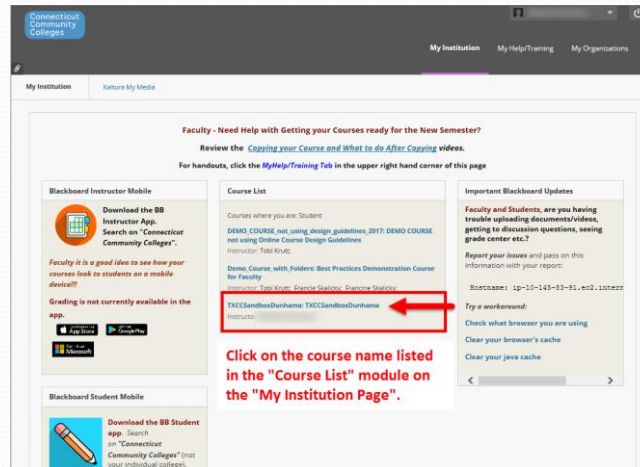 Connecticut
Community
Colleges
My Institution
My Help/Training
My Organizations
My Institution
Kaltura My Media
Faculty - Need Help with Getting your Courses ready for the New Semester?
Review the Copying your Course and What to do After Copying videos.
For handouts, click the MyHelp/Training Tab in the upper right hand corner of this page
Blackboard Instructor Mobile
Download the BB
Instructor App.
Search on "Connecticut
Community Colleges".
Faculty it is a good idea to see how your
courses look to students on a mobile
device!!!
Grading is not currently available in the
app.
App Store
Google Play
Microsoft
Blackboard Student Mobile
Download the BB Student
app. Search
on "Connecticut
Community Colleges" (not
your individual college).
Course List
Courses where you are: Student
DEMO_COURSE_not_using_design_guidelines_2017: DEMO COURSE
not using Online Course Design Guidelines
Instructor: Tobi Krutt;
Demo_Course_with_Folders: Best Practices Demonstration Course
for Faculty
Instructor: Tobi Krutt; Francie Skalicky; Francine Skalicky;
TXCCSandboxDunhama: TXCCSandboxDunhama
Instructo
Click on the course name listed
in the "Course List" module on
the "My Institution Page".
Important Blackboard Updates
Faculty and Students, are you having
trouble uploading documents/videos,
getting to discussion questions, seeing
grade center etc.?
Report your issues and pass on this
information with your report:
Hostname: ip-10-145-83-91.ec2.intern
Try a workaround:
Check what browser you are using
Clear your browser's cache
Clear your java cache